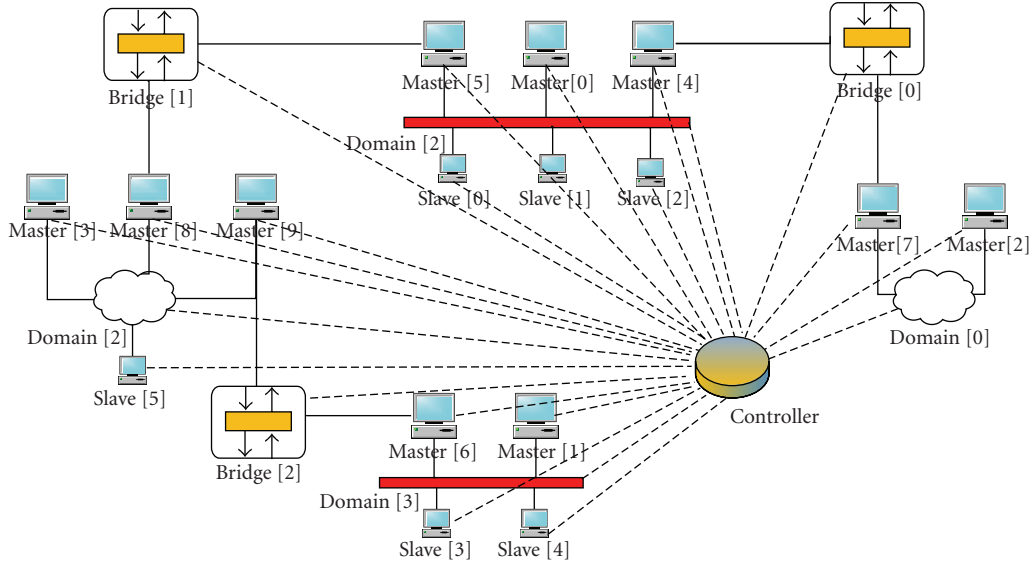 Master [5]
Master[0]
Master [4]
Bridge [1]
Bridge [0]
Domain [2]
Slave [0]
Slave [1]
Slave [2]
Master [3]
Master [8]
Master [9]
Master[7]
Master[2]
Domain [2]
Domain [0]
Slave [5]
Controller
Master [6]
Master [1]
Bridge [2]
Domain [3]
Slave [3]
Slave [4]